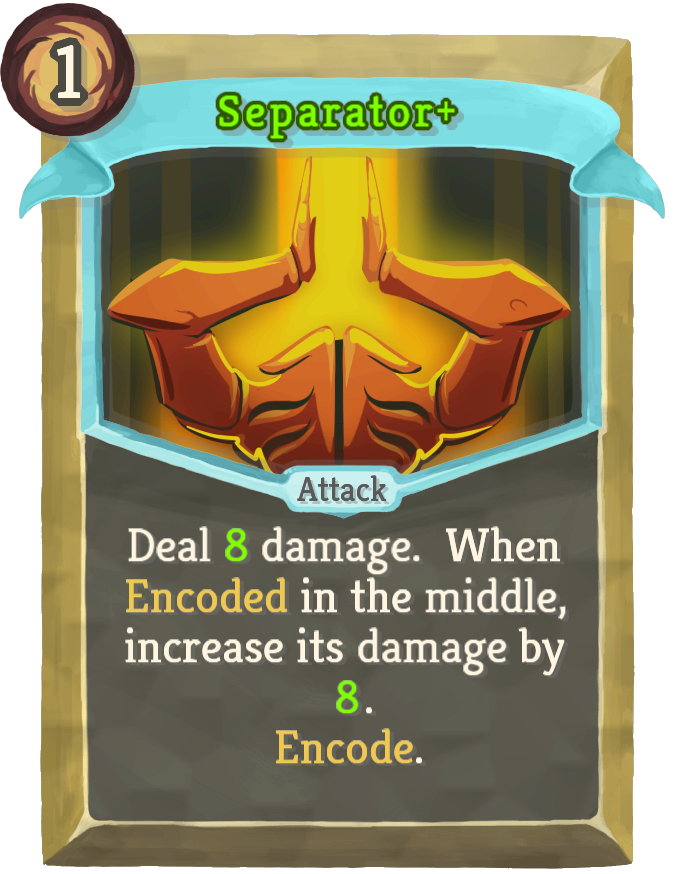 1
Separator+
Attack
Deal 8 damage. When
Encoded in the middle,
increase its damage by
8.
Encode.